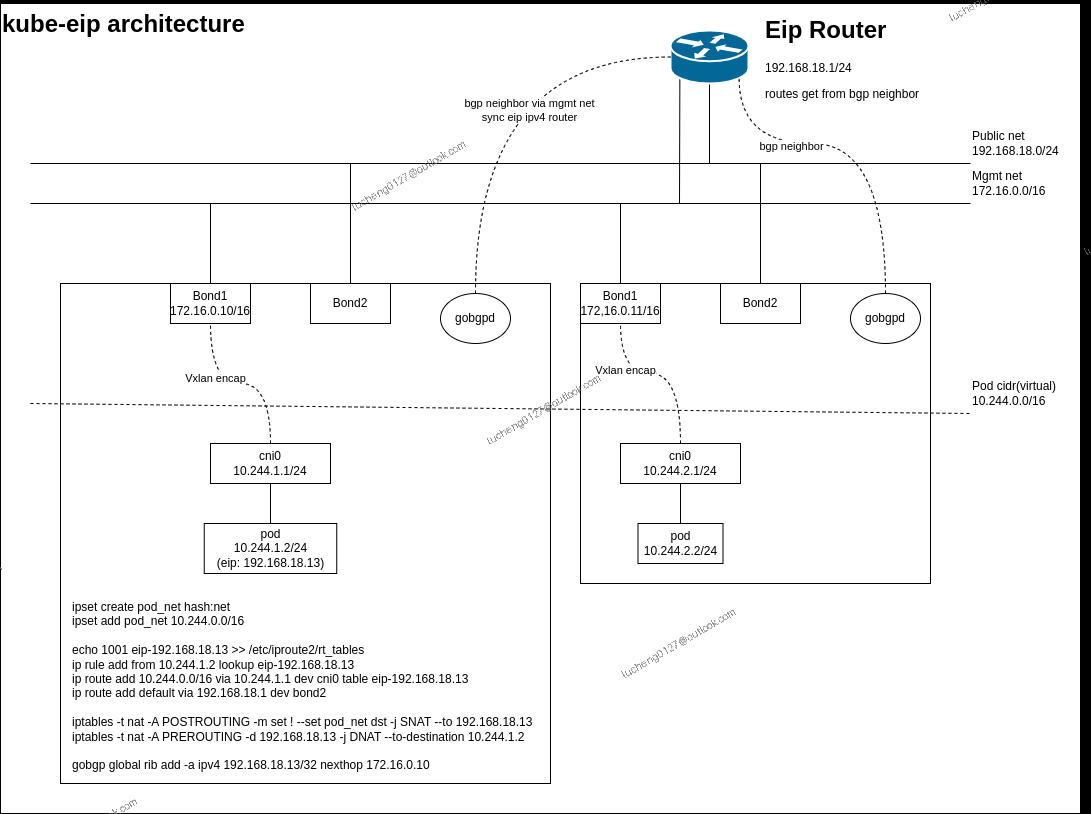 kube-eip architecture
Eip Router
192.168.18.1/24
routes get from bgp neighbor
bgp neighbor via mgmt net
sync eip ipv4 router
bgp neighbor
Public net
192.168.18.0/24
Mgmt net
172.16.0.0/16
Bond1
172.16.0.10/16
Bond2
gobgpd
Bond1
172,16.0.11/16
Bond2
gobgpd
Vxlan encap
Vxlan encap
Pod cidr(virtual)
10.244.0.0/16
cni0
10.244.1.1/24
cni0
10.244.2.1/24
pod
10.244.1.2/24
(eip: 192.168.18.13)
pod
10.244.2.2/24
ipset create pod_net hash:net
ipset add pod_net 10.244.0.0/16
echo 1001 eip-192.168.18.13 >> /etc/iproute2/rt_tables
ip rule add from 10.244.1.2 lookup eip-192.168.18.13
ip route add 10.244.0.0/16 via 10.244.1.1 dev cni0 table eip-192.168.18.13
ip route add default via 192.168.18.1 dev bond2
iptables -t nat -A POSTROUTING -m set ! --set pod_net dst -j SNAT --to 192.168.18.13
iptables -t nat -A PREROUTING -d 192.168.18.13 -j DNAT --to-destination 10.244.1.2
gobgp global rib add -a ipv4 192.168.18.13/32 nexthop 172.16.0.10
lucheng0127@outlook.com
lucheng0127@outlook.com
lucheng0127@outlook.com